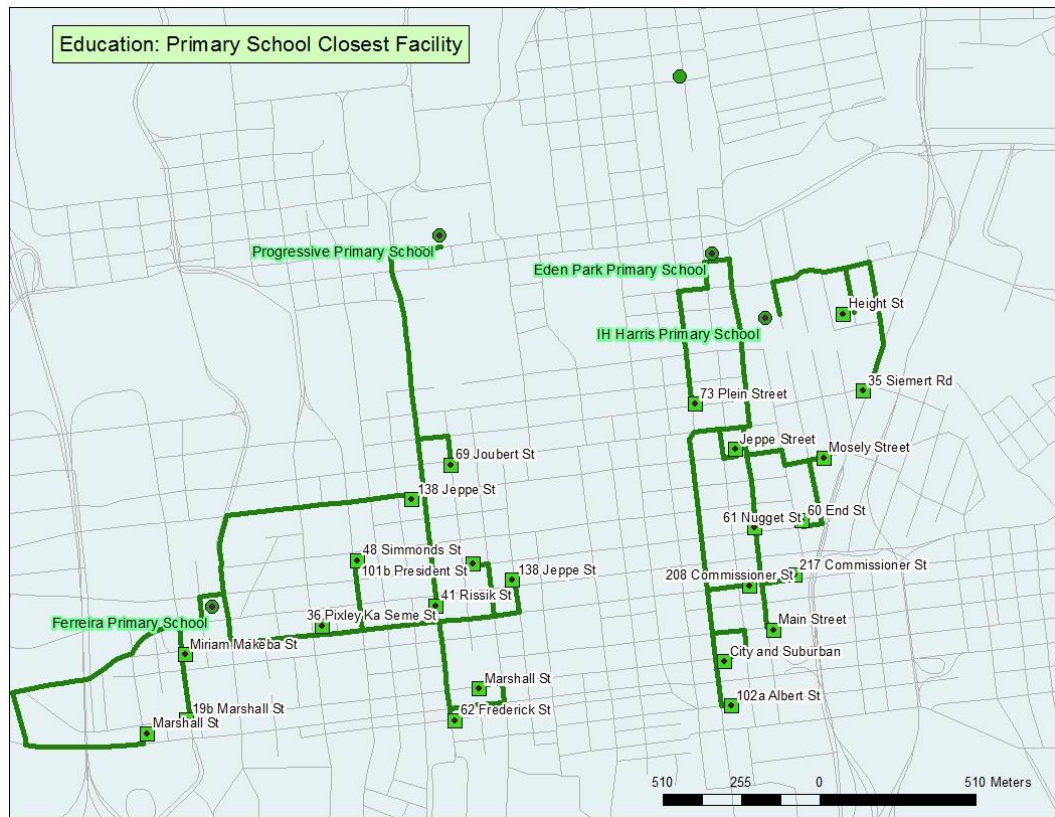 Education: Primary School Closest Facility
Progressive Primary School
Eden Park Primary School
Height St
IH Harris Primary School
35 Siemert Rd
73 Plein Street
Jeppe Street
69 Joubert St
Mosely Street
138 Jeppe St
61 Nugget St
60 End St
48 Simmonds St
101b President St
138 Jeppe St
217 Commissioner St
208 Commissioner St
41 Rissik St
36 Pixley Ka Seme St
Ferreira Primary School
Main Street
Miriam Makeba St
City and Suburban
Marshall St
19b Marshall St
102a Albert St
62 Frederick St
Marshall St
510 255 0 510 Meters